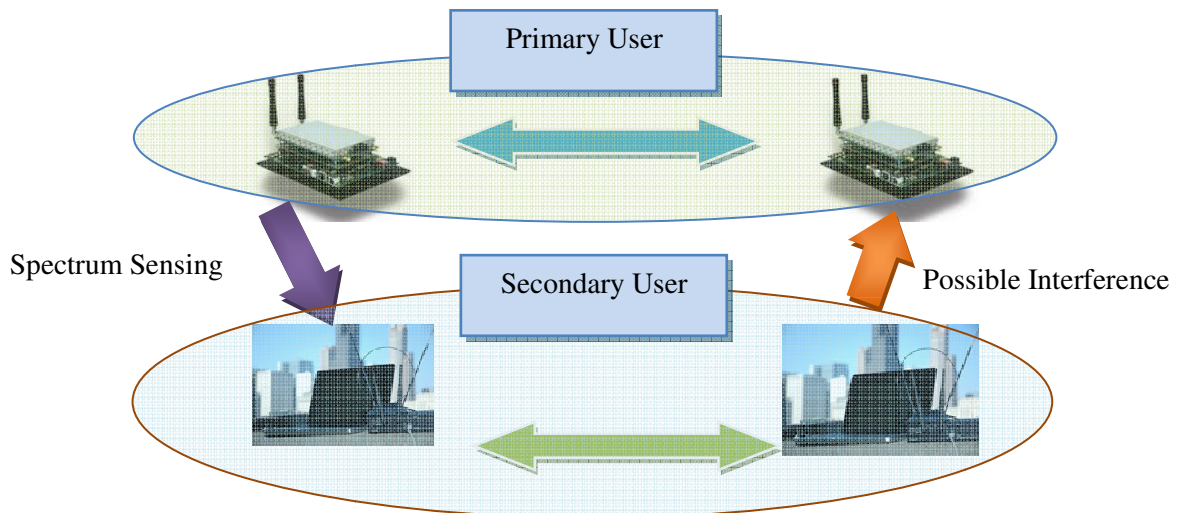 Primary User
Spectrum Sensing
Secondary User
Possible Interference